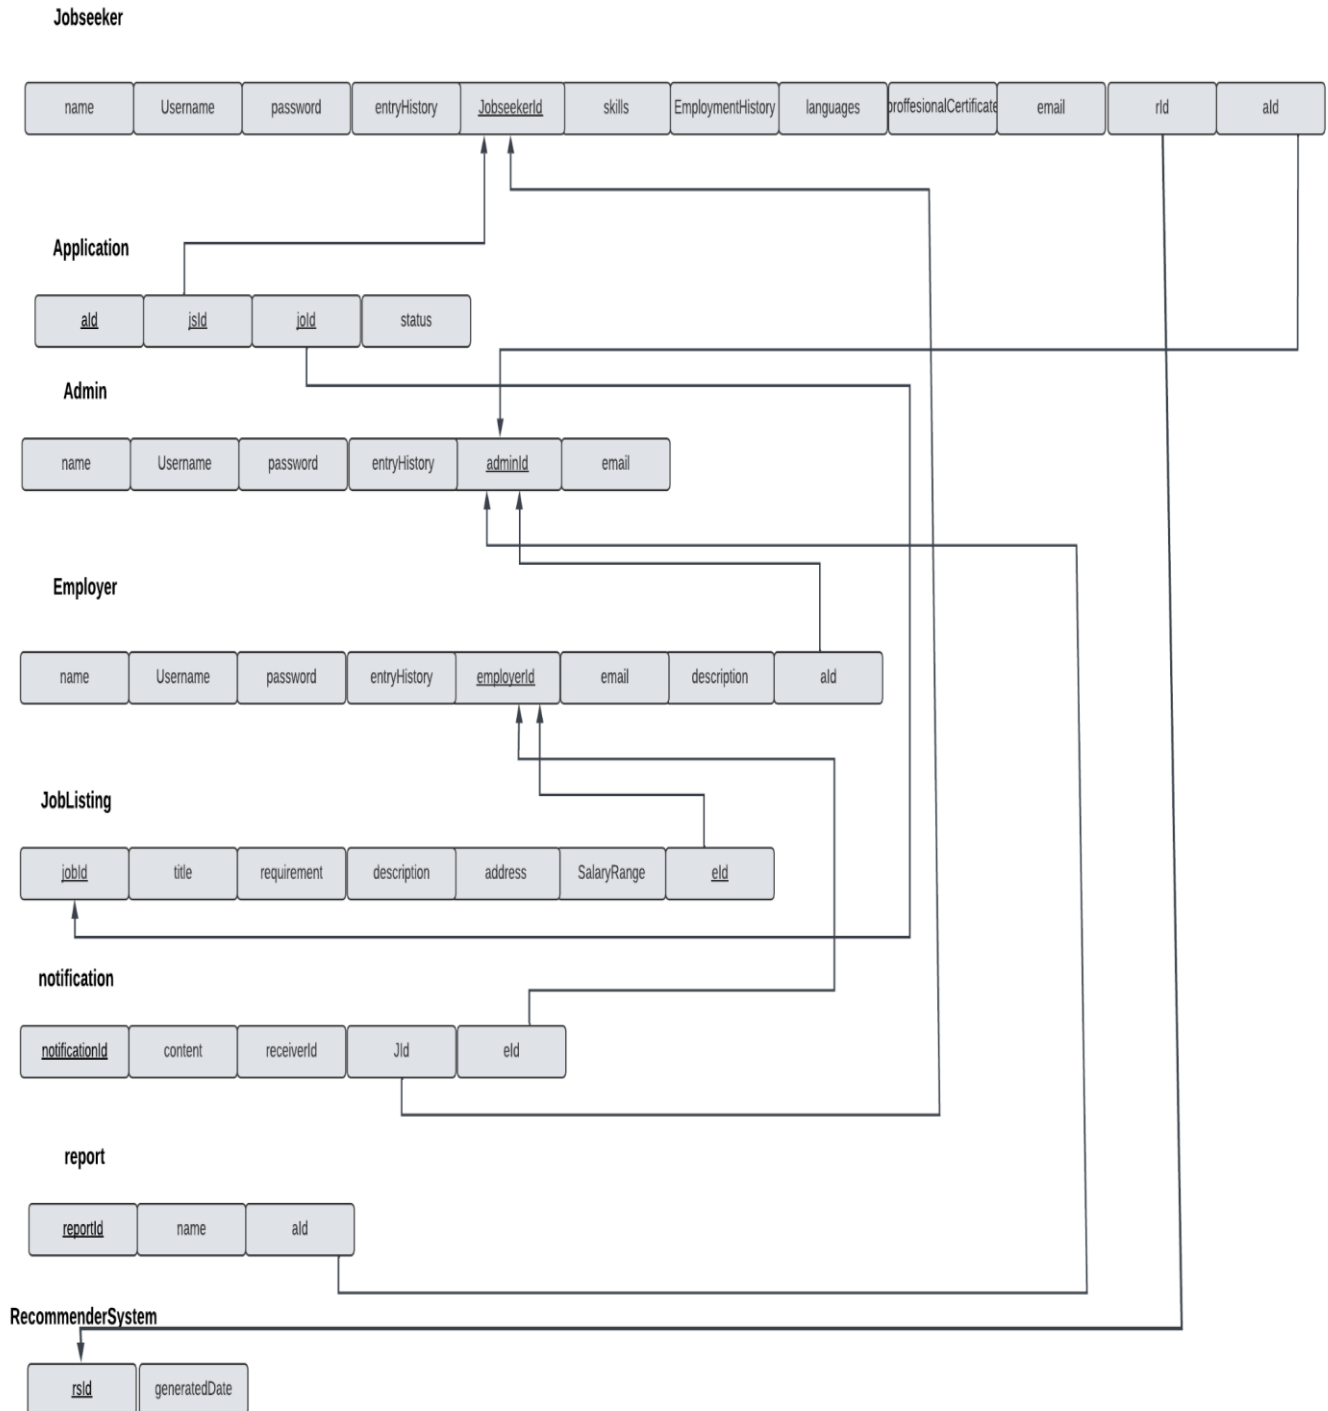 Jobseeker
name Username password entryHistory JobseekerId skills EmploymentHistory languages proffesionalCertificate email rId aId
Application
aId jsId joId status
Admin
name Username password entryHistory adminId email
Employer
name Username password entryHistory employerId email description aId
JobListing
jobId title requirement description address SalaryRange eId
notification
notificationId content receiverId JId eId
report
reportId name aId
RecommenderSystem
rsId generatedDate